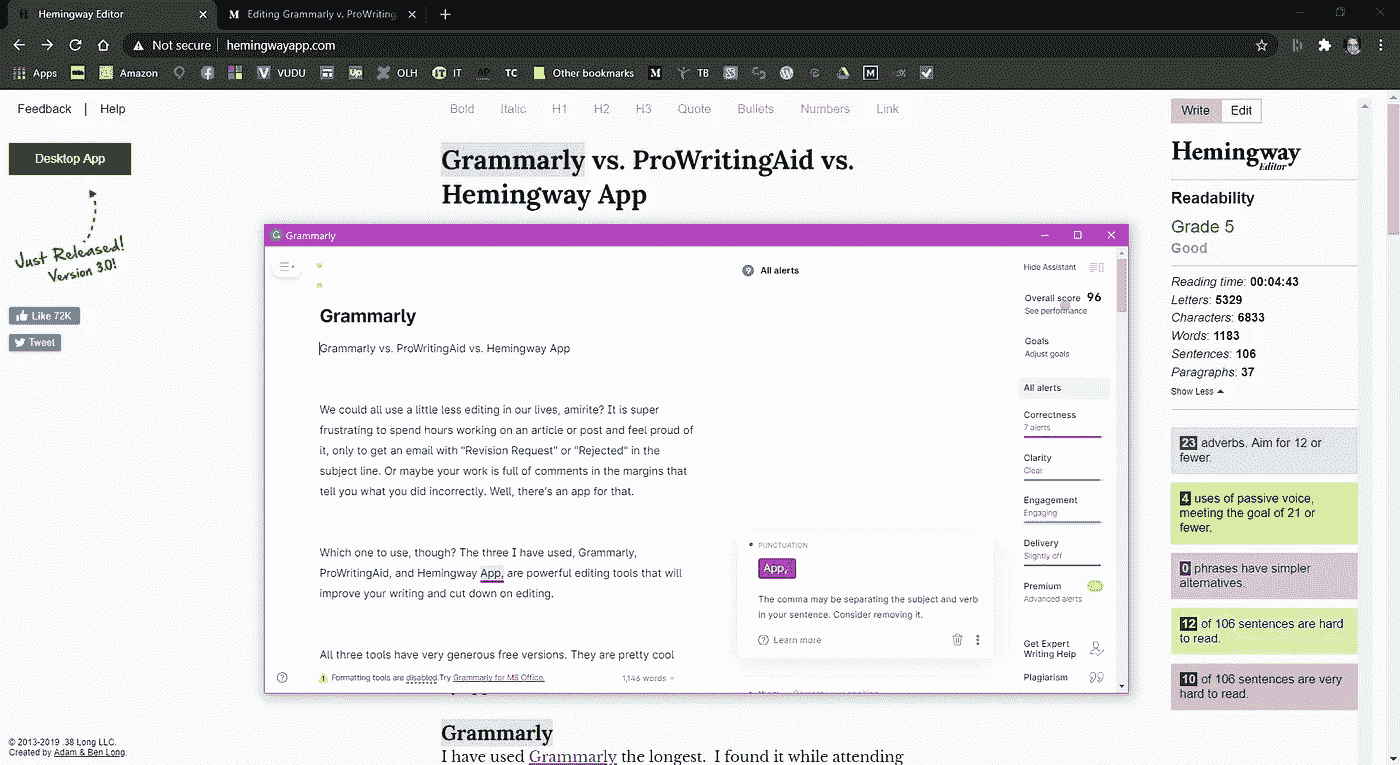 Hemingway Editor
Editing Grammarly v. ProWriting
Not secure | hemingwayapp.com
Apps
Amazon
VUDU
Up
OLH
IT
AP
TC
Other bookmarks
M
TB
M
Feedback | Help
Bold Italic H1 H2 H3 Quote Bullets Numbers Link
Write Edit
Desktop App
Just Released!
Version 3.0!
Like 72K
Tweet
Grammarly vs. ProWritingAid vs.
Hemingway App
Hemingway
Editor
Readability
Grade 5
Good
Reading time: 00:04:43
Letters: 5329
Characters: 6833
Words: 1183
Sentences: 106
Paragraphs: 37
Show Less
23 adverbs. Aim for 12 or
fewer.
4 uses of passive voice,
meeting the goal of 21 or
fewer.
0 phrases have simpler
alternatives.
12 of 106 sentences are hard
to read.
10 of 106 sentences are very
hard to read.
Grammarly
Grammarly
Grammarly vs. ProWritingAid vs. Hemingway App
We could all use a little less editing in our lives, amirite? It is super
frustrating to spend hours working on an article or post and feel proud of
it, only to get an email with "Revision Request" or "Rejected" in the
subject line. Or maybe your work is full of comments in the margins that
tell you what you did incorrectly. Well, there's an app for that.
Which one to use, though? The three I have used, Grammarly,
ProWritingAid, and Hemingway App, are powerful editing tools that will
improve your writing and cut down on editing.
All three tools have very generous free versions. They are pretty cool
Formatting tools are disabled.Try Grammarly for MS Office.
1,146 words
9 All alerts
PUNCTUATION
App,
The comma may be separating the subject and verb
in your sentence. Consider removing it.
Learn more
Hide Assistant
Overall score 96
See performance
Goals
Adjust goals
All alerts
Correctness
7 alerts
Clarity
Clear
Engagement
Engaging
Delivery
Slightly off
Premium
Advanced alerts
Get Expert
Writing Help
Plagiarism
Grammarly
I have used Grammarly the longest. I found it while attending
© 2013-2019 .38 Long LLC.
Created by Adam & Ben Long.